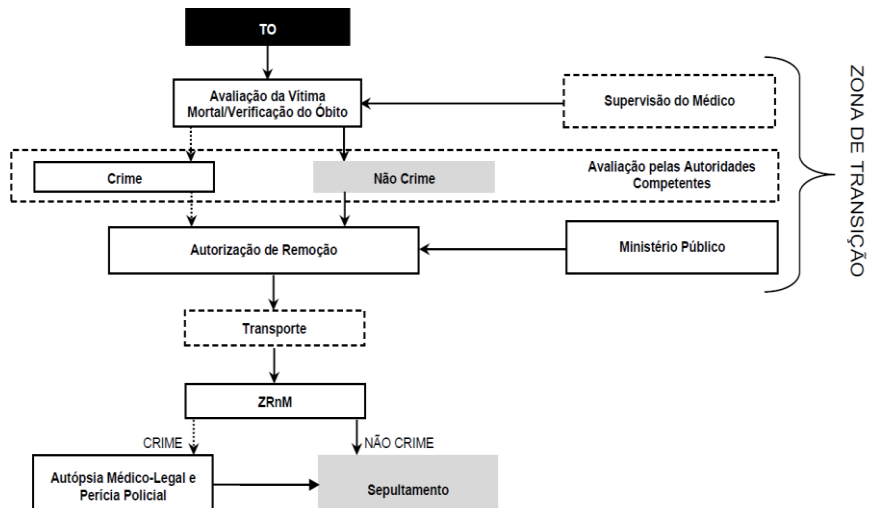 TO
Avaliação da Vítima
Mortal/Verificação do Óbito
Supervisão do Médico
Crime
Não Crime
Avaliação pelas Autoridades
Competentes
Autorização de Remoção
Ministério Público
ZONA DE TRANSIÇÃO
Transporte
ZRnM
CRIME
NÃO CRIME
Autópsia Médico-Legal e
Perícia Policial
Sepultamento